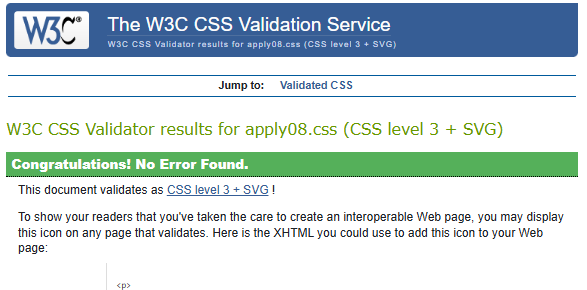 W3C®
The W3C CSS Validation Service
W3C CSS Validator results for apply08.css (CSS level 3 + SVG)
Jump to: Validated CSS
W3C CSS Validator results for apply08.css (CSS level 3 + SVG)
Congratulations! No Error Found.
This document validates as CSS level 3 + SVG !
To show your readers that you've taken the care to create an interoperable Web page, you may display
this icon on any page that validates. Here is the XHTML you could use to add this icon to your Web
page:
<p>